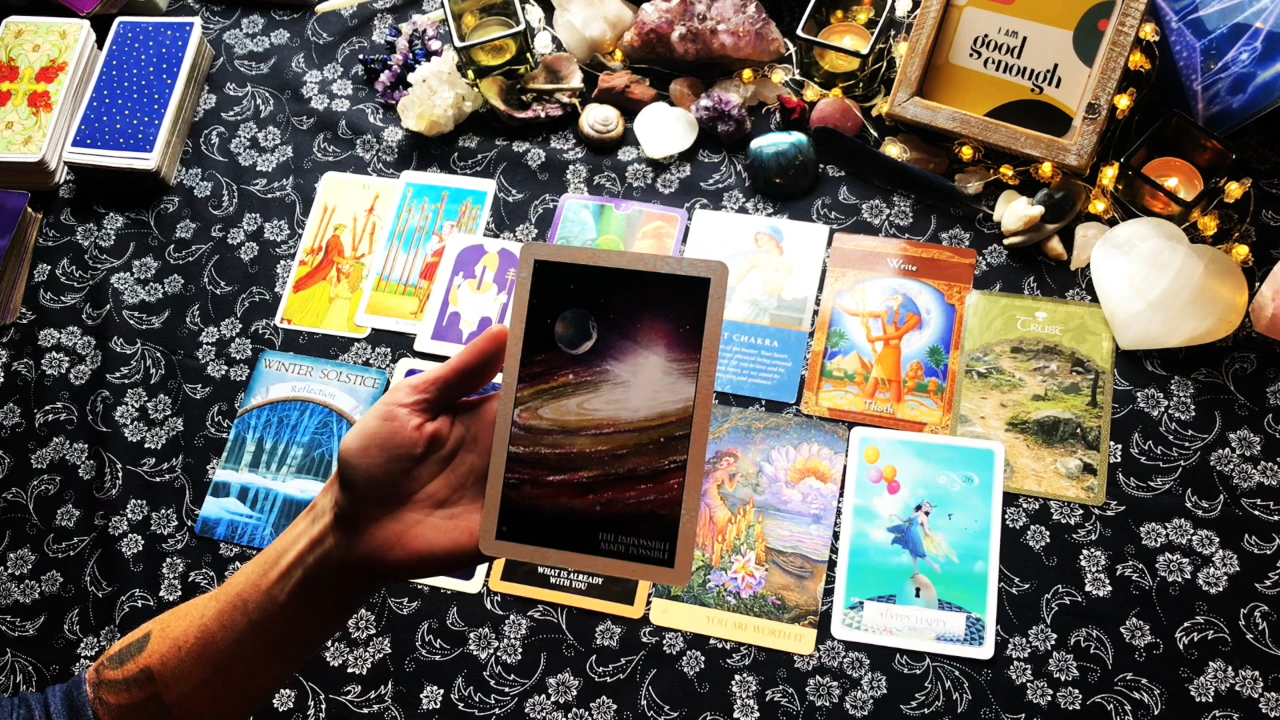 I AM
good
enough
Write
Thoth
TRUST
T CHAKRA
WINTER SOLSTICE
Reflection
THE IMPOSSIBLE
MADE POSSIBLE
WHAT IS ALREADY
WITH YOU
YOU ARE WORTH IT
26
HAPPY HAPPY